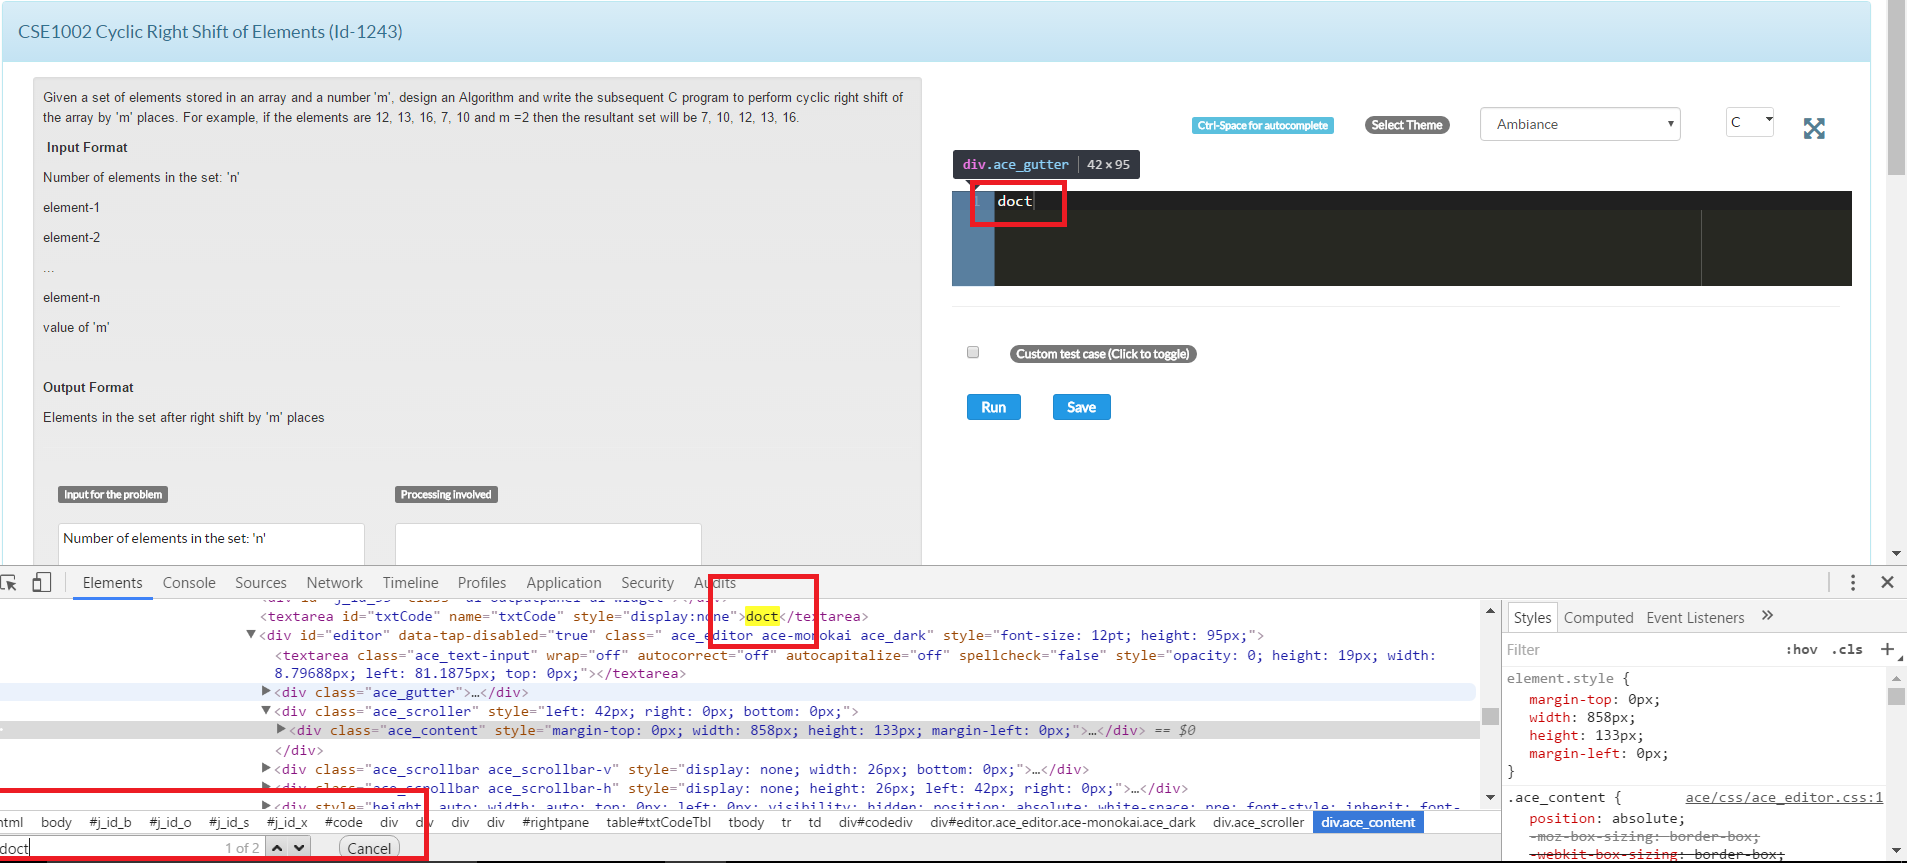 CSE1002 Cyclic Right Shift of Elements (Id-1243)
Given a set of elements stored in an array and a number 'm', design an Algorithm and write the subsequent C program to perform cyclic right shift of
the array by 'm' places. For example, if the elements are 12, 13, 16, 7, 10 and m =2 then the resultant set will be 7, 10, 12, 13, 16.
Input Format
Number of elements in the set: 'n'
element-1
element-2
...
element-n
value of 'm'
Output Format
Elements in the set after right shift by 'm' places
Input for the problem
Processing involved
Number of elements in the set: 'n'
Ctrl-Space for autocomplete
Select Theme
Ambiance
C
div.ace_gutter 42 × 95
1 doct
Custom test case (Click to toggle)
Run
Save
Elements Console Sources Network Timeline Profiles Application Security Audits
<textarea id="txtCode" name="txtCode" style="display:none">doct</textarea>
<div id="editor" data-tap-disabled="true" class=" ace_editor ace-monokai ace_dark" style="font-size: 12pt; height: 95px;">
<textarea class="ace_text-input" wrap="off" autocorrect="off" autocapitalize="off" spellcheck="false" style="opacity: 0; height: 19px; width:
8.79688px; left: 81.1875px; top: 0px;"></textarea>
<div class="ace_gutter">…</div>
<div class="ace_scroller" style="left: 42px; right: 0px; bottom: 0px;">
<div class="ace_content" style="margin-top: 0px; width: 858px; height: 133px; margin-left: 0px;">…</div> == $0
</div>
<div class="ace_scrollbar ace_scrollbar-v" style="display: none; width: 26px; bottom: 0px;">…</div>
<div class="ace_scrollbar ace_scrollbar-h" style="display: none; height: 26px; left: 42px; right: 0px;">…</div>
<div style="height: auto; width: auto; top: 0px; left: 0px; visibility: hidden; position: absolute; white-space: pre; font-style: inherit; font-
html body #j_id_b #j_id_o #j_id_s #j_id_x #code div div div div #rightpane table#txtCodeTbl tbody tr td div#codediv div#editor.ace_editor.ace-monokai.ace_dark div.ace_scroller div.ace_content
doct 1 of 2 Cancel
Styles Computed Event Listeners »
Filter :hov .cls +
element.style {
margin-top: 0px;
width: 858px;
height: 133px;
margin-left: 0px;
}
.ace_content { ace/css/ace_editor.css:1
position: absolute;
-moz-box-sizing: border-box;
-webkit-box-sizing: border-box;